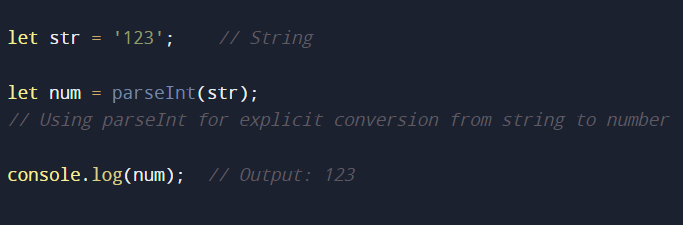 let str = '123';    // String
let num = parseInt(str);
// Using parseInt for explicit conversion from string to number
console.log(num);  // Output: 123